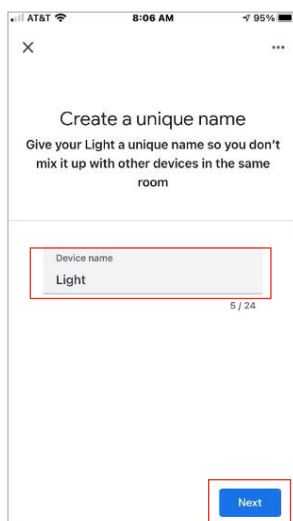 AT&T 8:06 AM 95%
Create a unique name
Give your Light a unique name so you don't
mix it up with other devices in the same
room
Device name
Light
5 / 24
Next